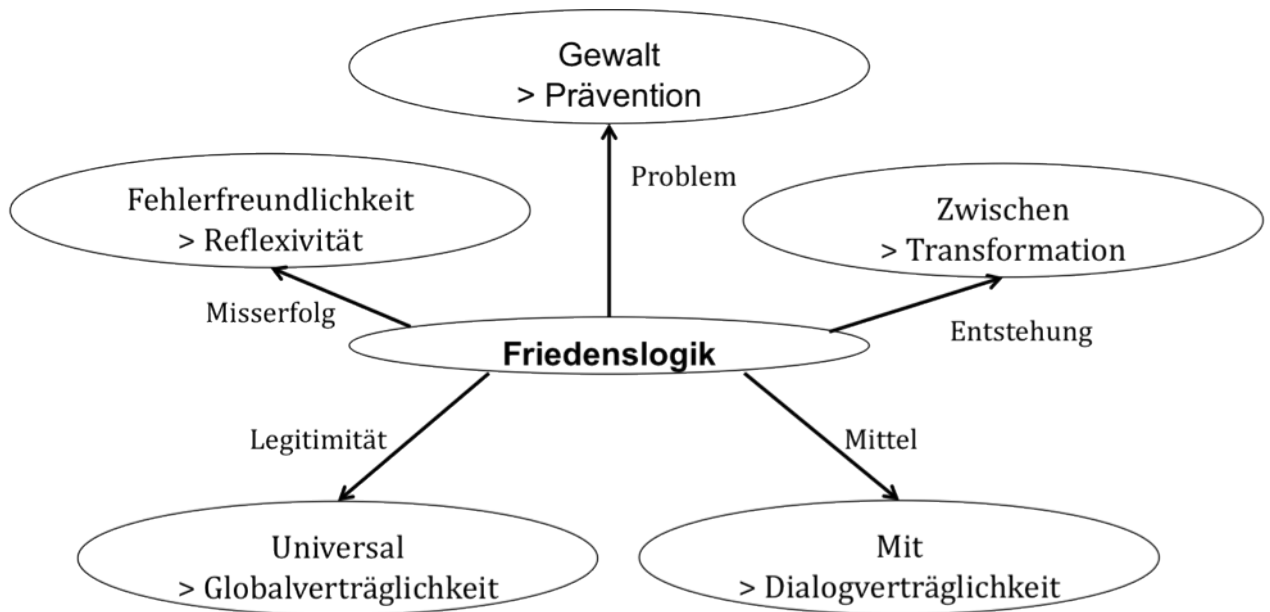 Gewalt
> Prävention
Problem
Fehlerfreundlichkeit
> Reflexivität
Zwischen
> Transformation
Misserfolg
Entstehung
Friedenslogik
Legitimität
Mittel
Universal
> Globalverträglichkeit
Mit
> Dialogverträglichkeit